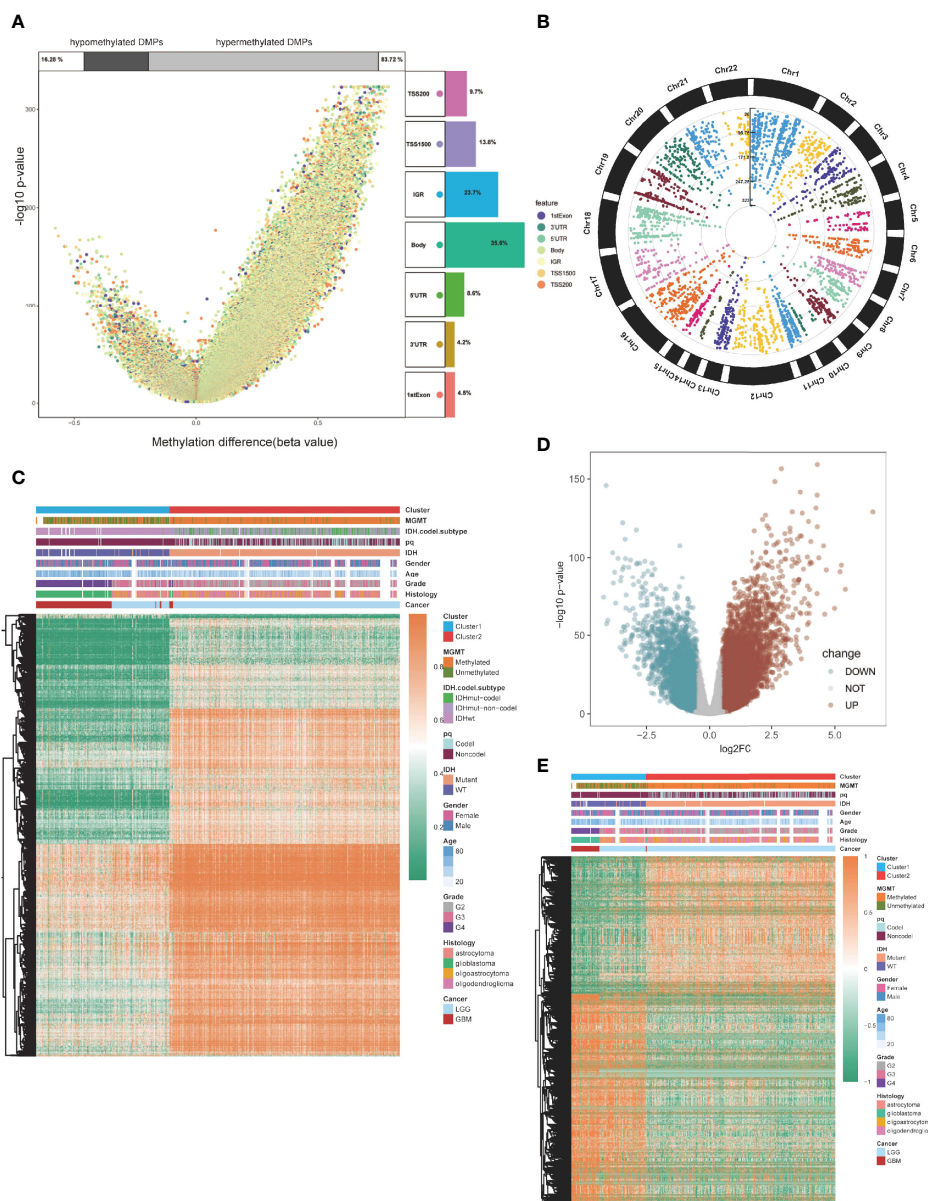 A
hypomethylated DMPs
hypermethylated DMPs
16.28 %
83.72 %
-log10 p-value
300
200
100
0
-0.5
0.0
0.5
Methylation difference(beta value)
TSS200
9.7%
TSS1500
13.8%
IGR
23.7%
Body
35.6%
5'UTR
8.6%
3'UTR
4.2%
1stExon
4.5%
feature
1stExon
3'UTR
5'UTR
Body
IGR
TSS1500
TSS200
B
Chr1
Chr2
Chr3
Chr4
Chr5
Chr6
Chr7
Chr8
Chr9
Chr10
Chr11
Chr12
Chr13
Chr14
Chr15
Chr16
Chr17
Chr18
Chr19
Chr20
Chr21
Chr22
C
Cluster
MGMT
IDH.codel.subtype
pq
IDH
Gender
Age
Grade
Histology
Cancer
Cluster
Cluster1
Cluster2
MGMT
Methylated
Unmethylated
IDH.codel.subtype
IDHmut-codel
IDHmut-non-codel
IDHwt
pq
Codel
Noncodel
IDH
Mutant
WT
Gender
Female
Male
Age
80
20
Grade
G2
G3
G4
Histology
astrocytoma
glioblastoma
oligoastrocytoma
oligodendroglioma
Cancer
LGG
GBM
0.4
D
150
100
50
0
−log10 p−value
−2.5
0.0
2.5
5.0
log2FC
change
DOWN
NOT
UP
E
Cluster
MGMT
pq
IDH
Gender
Age
Grade
Histology
Cancer
1
0.5
0
−0.5
−1
Cluster
Cluster1
Cluster2
MGMT
Methylated
Unmethylated
pq
Codel
Noncodel
IDH
Mutant
WT
Gender
Female
Male
Age
80
20
Grade
G2
G3
G4
Histology
astrocytoma
glioblastoma
oligoastrocytom
oligodendroglio
Cancer
LGG
GBM